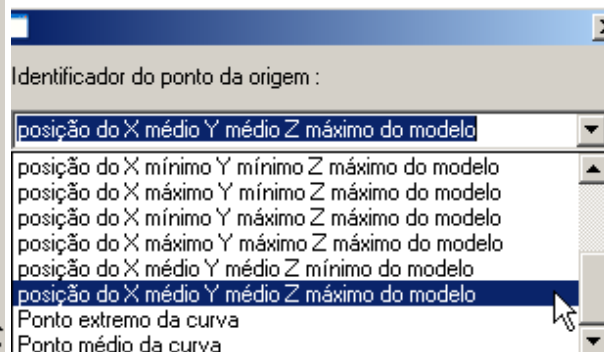 Identificador do ponto da origem :
posição do X médio Y médio Z máximo do modelo
posição do X mínimo Y mínimo Z máximo do modelo
posição do X máximo Y mínimo Z máximo do modelo
posição do X mínimo Y máximo Z máximo do modelo
posição do X máximo Y máximo Z máximo do modelo
posição do X médio Y médio Z mínimo do modelo
posição do X médio Y médio Z máximo do modelo
Ponto extremo da curva
Ponto médio da curva